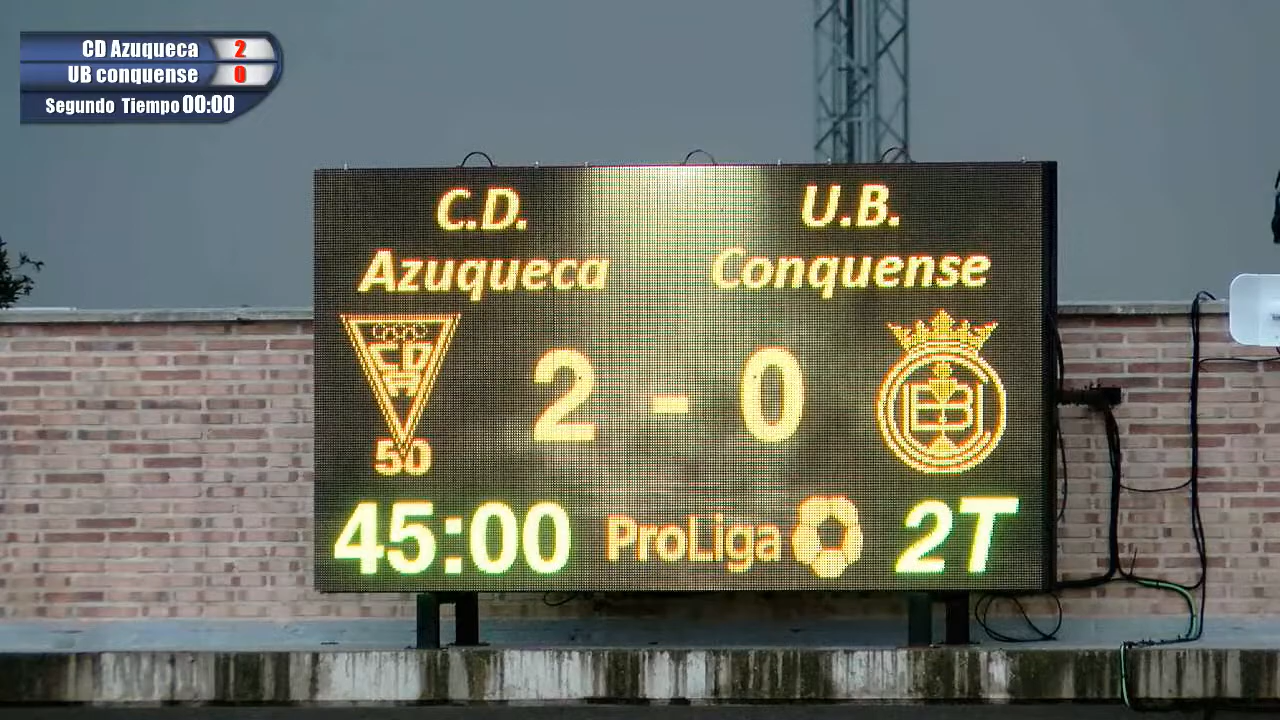 CD Azuqueca 2
UB conquense 0
Segundo Tiempo 00:00
C.D. U.B.
Azuqueca Conquense
2 - 0
50
45:00 ProLiga 2T